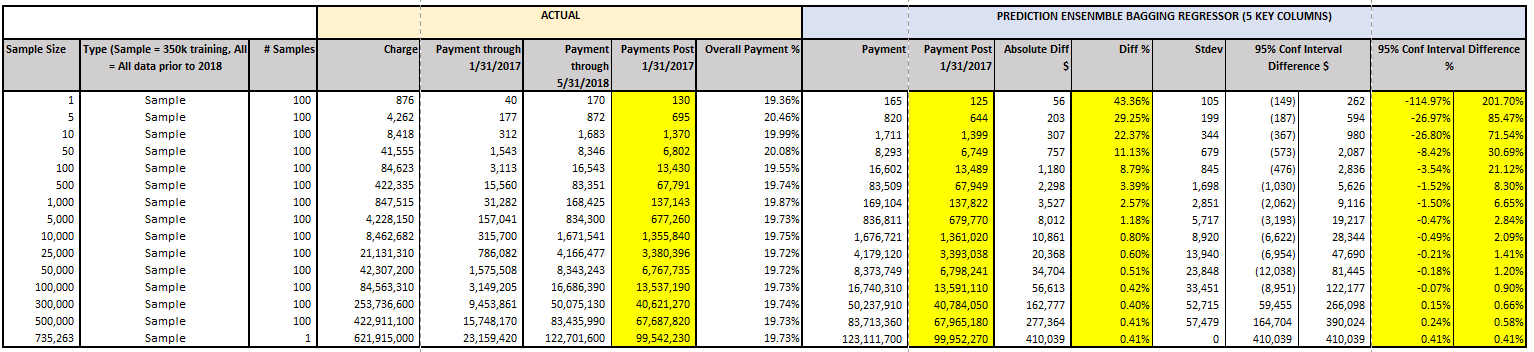 ACTUAL PREDICTION ENSENMBLE BAGGING REGRESSOR (5 KEY COLUMNS)
Sample Size Type (Sample = 350k training, All = All data prior to 2018 # Samples Charge Payment through 1/31/2017 Payment through 5/31/2018 Payments Post 1/31/2017 Overall Payment % Payment Payment Post 1/31/2017 Absolute Diff $ Diff % Stdev 95% Conf Interval Difference $ 95% Conf Interval Difference %
1 Sample 100 876 40 170 130 19.36% 165 125 56 43.36% 105 (149) 262 -114.97% 201.70%
5 Sample 100 4,262 177 872 695 20.46% 820 644 203 29.25% 199 (187) 594 -26.97% 85.47%
10 Sample 100 8,418 312 1,683 1,370 19.99% 1,711 1,399 307 22.37% 344 (367) 980 -26.80% 71.54%
50 Sample 100 41,555 1,543 8,346 6,802 20.08% 8,293 6,749 757 11.13% 679 (573) 2,087 -8.42% 30.69%
100 Sample 100 84,623 3,113 16,543 13,430 19.55% 16,602 13,489 1,180 8.79% 845 (476) 2,836 -3.54% 21.12%
500 Sample 100 422,335 15,560 83,351 67,791 19.74% 83,509 67,949 2,298 3.39% 1,698 (1,030) 5,626 -1.52% 8.30%
1,000 Sample 100 847,515 31,282 168,425 137,143 19.87% 169,104 137,822 3,527 2.57% 2,851 (2,062) 9,116 -1.50% 6.65%
5,000 Sample 100 4,228,150 157,041 834,300 677,260 19.73% 836,811 679,770 8,012 1.18% 5,717 (3,193) 19,217 -0.47% 2.84%
10,000 Sample 100 8,462,682 315,700 1,671,541 1,355,840 19.75% 1,676,721 1,361,020 10,861 0.80% 8,920 (6,622) 28,344 -0.49% 2.09%
25,000 Sample 100 21,131,310 786,082 4,166,477 3,380,396 19.72% 4,179,120 3,393,038 20,368 0.60% 13,940 (6,954) 47,690 -0.21% 1.41%
50,000 Sample 100 42,307,200 1,575,508 8,343,243 6,767,735 19.72% 8,373,749 6,798,241 34,704 0.51% 23,848 (12,038) 81,445 -0.18% 1.20%
100,000 Sample 100 84,563,310 3,149,205 16,686,390 13,537,190 19.73% 16,740,310 13,591,110 56,613 0.42% 33,451 (8,951) 122,177 -0.07% 0.90%
300,000 Sample 100 253,736,600 9,453,861 50,075,130 40,621,270 19.74% 50,237,910 40,784,050 162,777 0.40% 52,715 59,455 266,098 0.15% 0.66%
500,000 Sample 100 422,911,100 15,748,170 83,435,990 67,687,820 19.73% 83,713,360 67,965,180 277,364 0.41% 57,479 164,704 390,024 0.24% 0.58%
735,263 Sample 1 621,915,000 23,159,420 122,701,600 99,542,230 19.73% 123,111,700 99,952,270 410,039 0.41% 0 410,039 410,039 0.41% 0.41%